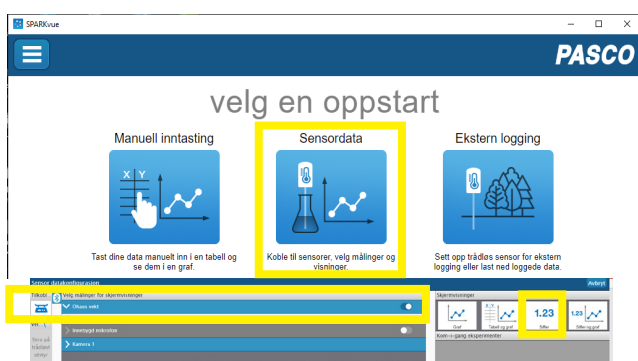 SPARKvue
PASCO
velg en oppstart
Manuell inntasting
Sensordata
Ekstern logging
X Y
Tast dine data manuelt inn i en tabell og
se dem i en graf.
Koble til sensorer, velg målinger og
visninger.
Sett opp trådløs sensor for ekstern
logging eller last ned loggede data.
Sensor datakonfigurasjon
Avbryt
Velg målinger for skjermvisninger
Skjermvisninger
Ohaus vekt
1.23
1.23
Graf
Tabell og graf
Siffer
Siffer og graf
Innebygd mikrofon
Kamera 1